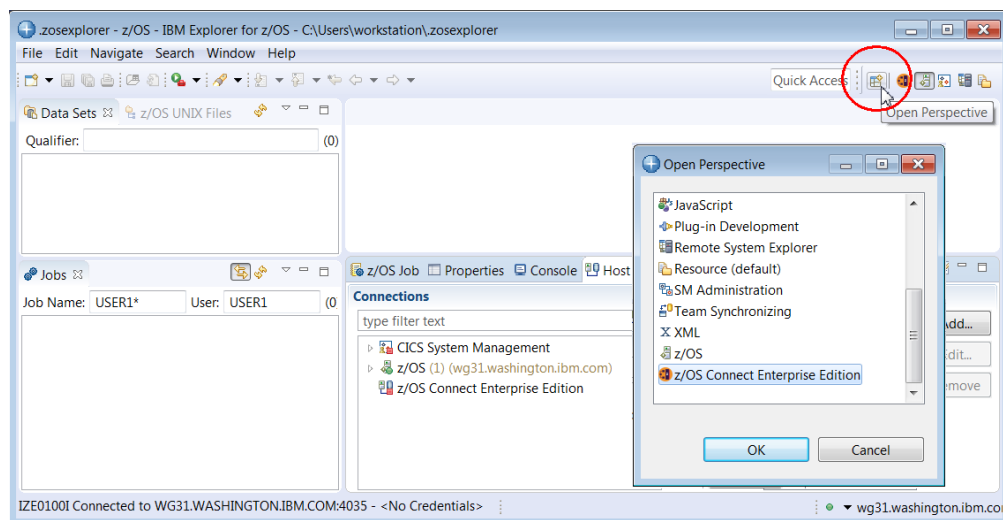 .zosexplorer - z/OS - IBM Explorer for z/OS - C:\Users\workstation\.zosexplorer
File Edit Navigate Search Window Help
Quick Access
Open Perspective
Data Sets z/OS UNIX Files
Qualifier: (0)
Open Perspective
JavaScript
Plug-in Development
Remote System Explorer
Resource (default)
SM Administration
Team Synchronizing
XML
z/OS
z/OS Connect Enterprise Edition
OK Cancel
Jobs
Job Name: USER1* User: USER1 (0
z/OS Job Properties Console Host
Connections
type filter text
CICS System Management
z/OS (1) (wg31.washington.ibm.com)
z/OS Connect Enterprise Edition
Add...
Edit...
emove
IZE0100I Connected to WG31.WASHINGTON.IBM.COM:4035 - <No Credentials>
wg31.washington.ibm.co